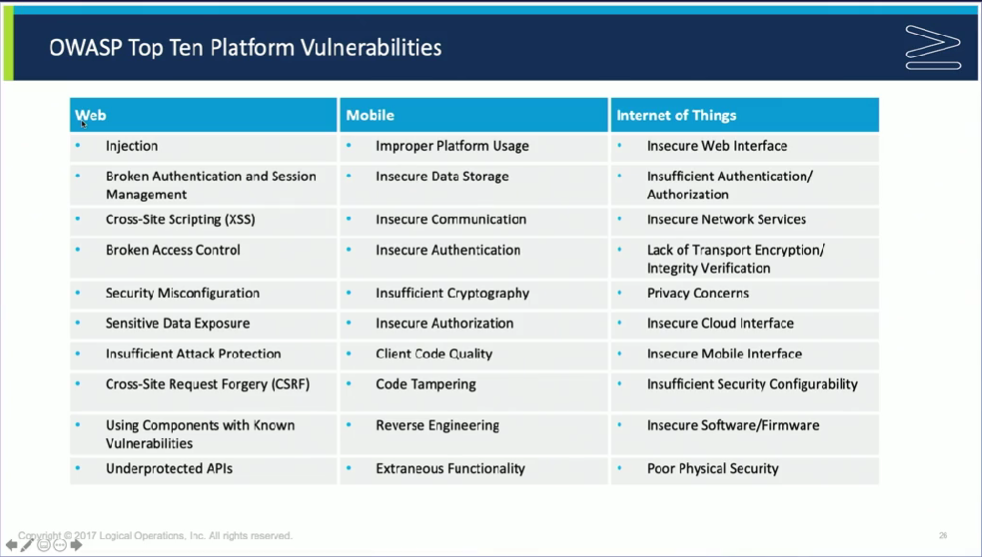 OWASP Top Ten Platform Vulnerabilities
Web
Mobile
Internet of Things
Injection
Improper Platform Usage
Insecure Web Interface
Broken Authentication and Session
Management
Insecure Data Storage
Insufficient Authentication/
Authorization
Cross-Site Scripting (XSS)
Insecure Communication
Insecure Network Services
Broken Access Control
Insecure Authentication
Lack of Transport Encryption/
Integrity Verification
Security Misconfiguration
Insufficient Cryptography
Privacy Concerns
Sensitive Data Exposure
Insecure Authorization
Insecure Cloud Interface
Insufficient Attack Protection
Client Code Quality
Insecure Mobile Interface
Cross-Site Request Forgery (CSRF)
Code Tampering
Insufficient Security Configurability
Using Components with Known
Vulnerabilities
Reverse Engineering
Insecure Software/Firmware
Underprotected APIs
Extraneous Functionality
Poor Physical Security
Copyright © 2017 Logical Operations, Inc. All rights reserved.
26